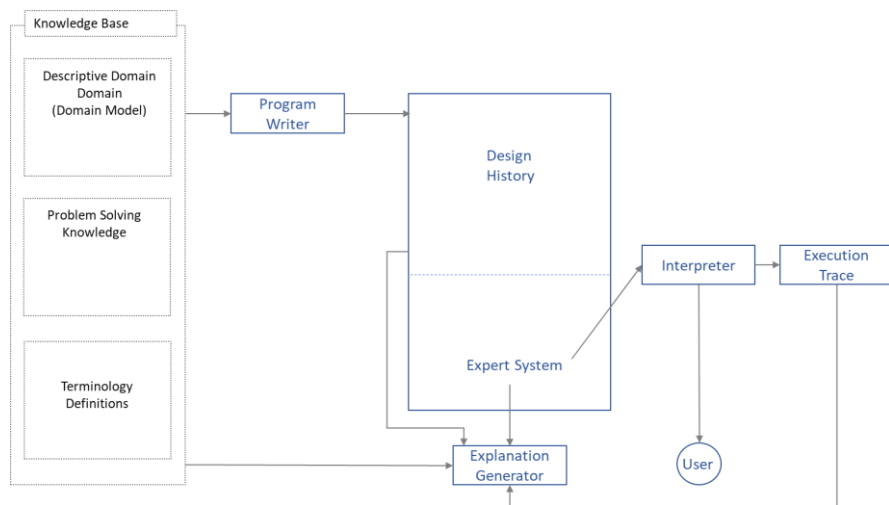 Knowledge Base
Descriptive Domain
Domain
(Domain Model)
Problem Solving
Knowledge
Terminology
Definitions
Program
Writer
Design
History
Expert System
Interpreter
Execution
Trace
Explanation
Generator
User